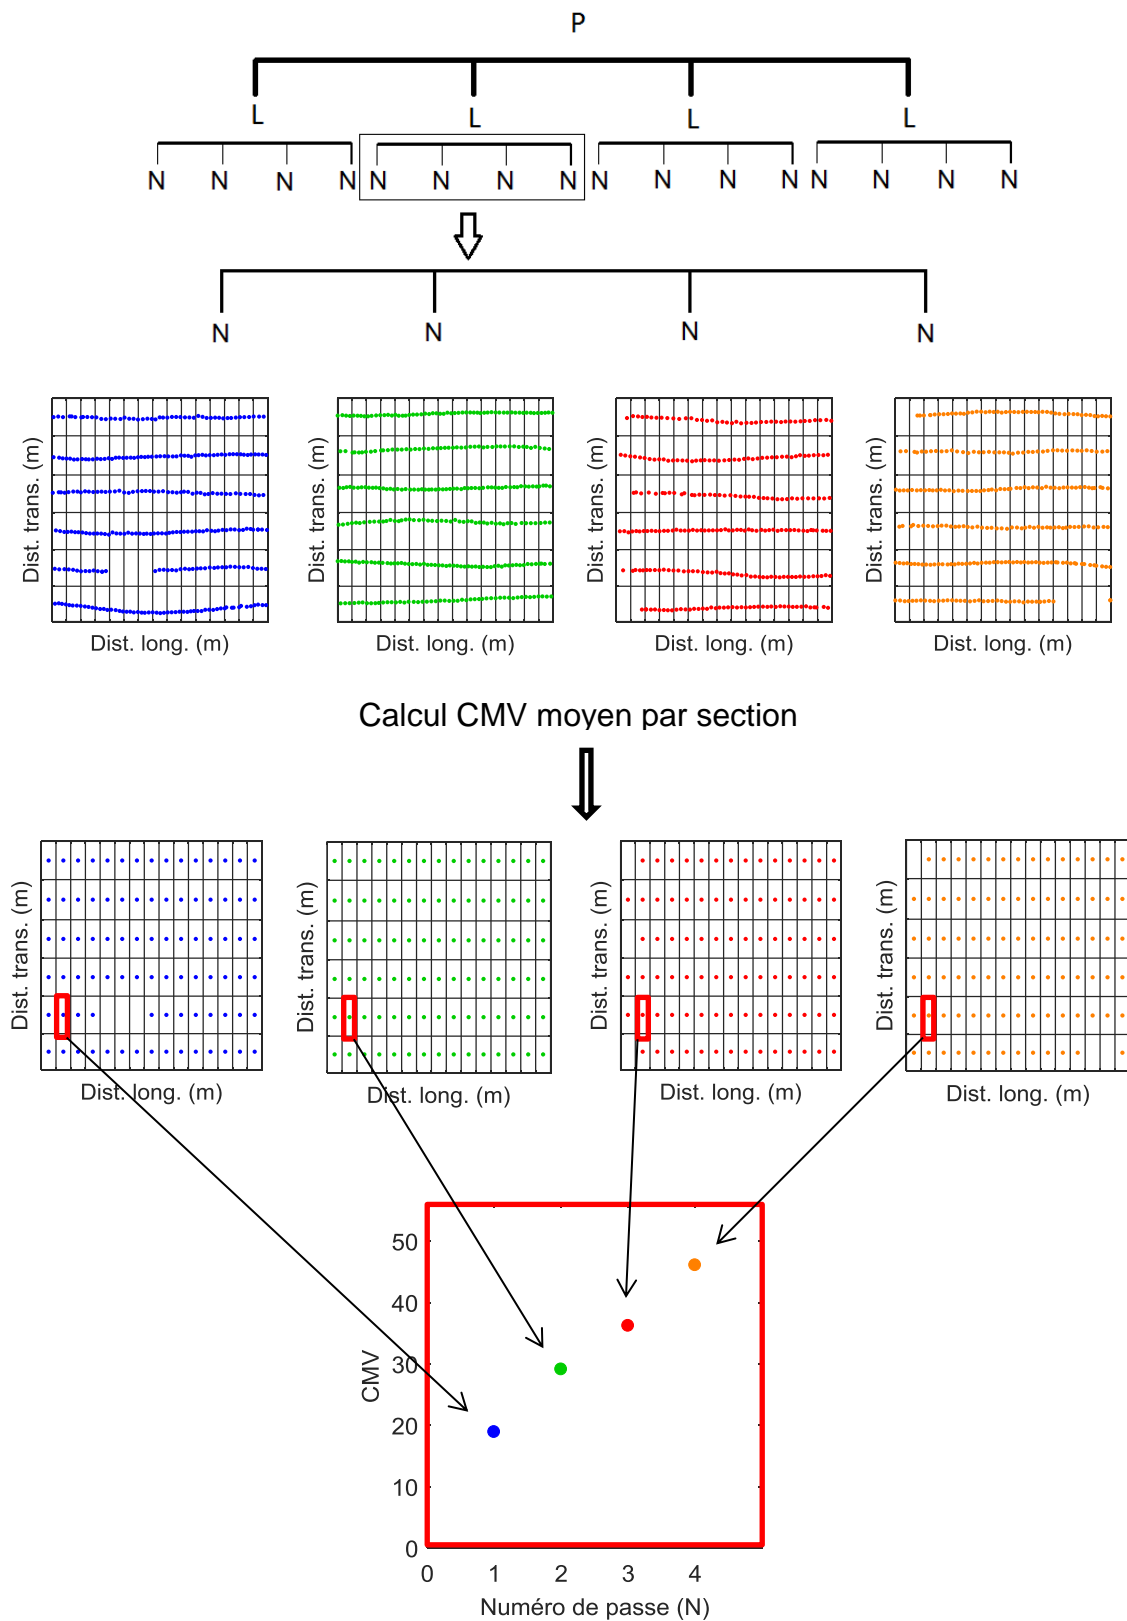 P
L L L L
N N N N N N N N N N N N N N N N
N N N N
Dist. trans. (m)
Dist. long. (m)
Dist. trans. (m)
Dist. long. (m)
Dist. trans. (m)
Dist. long. (m)
Dist. trans. (m)
Dist. long. (m)
Calcul CMV moyen par section
Dist. trans. (m)
Dist. long. (m)
Dist. trans. (m)
Dist. long. (m)
Dist. trans. (m)
Dist. long. (m)
Dist. trans. (m)
Dist. long. (m)
CMV
50
40
30
20
10
0
0 1 2 3 4
Numéro de passe (N)